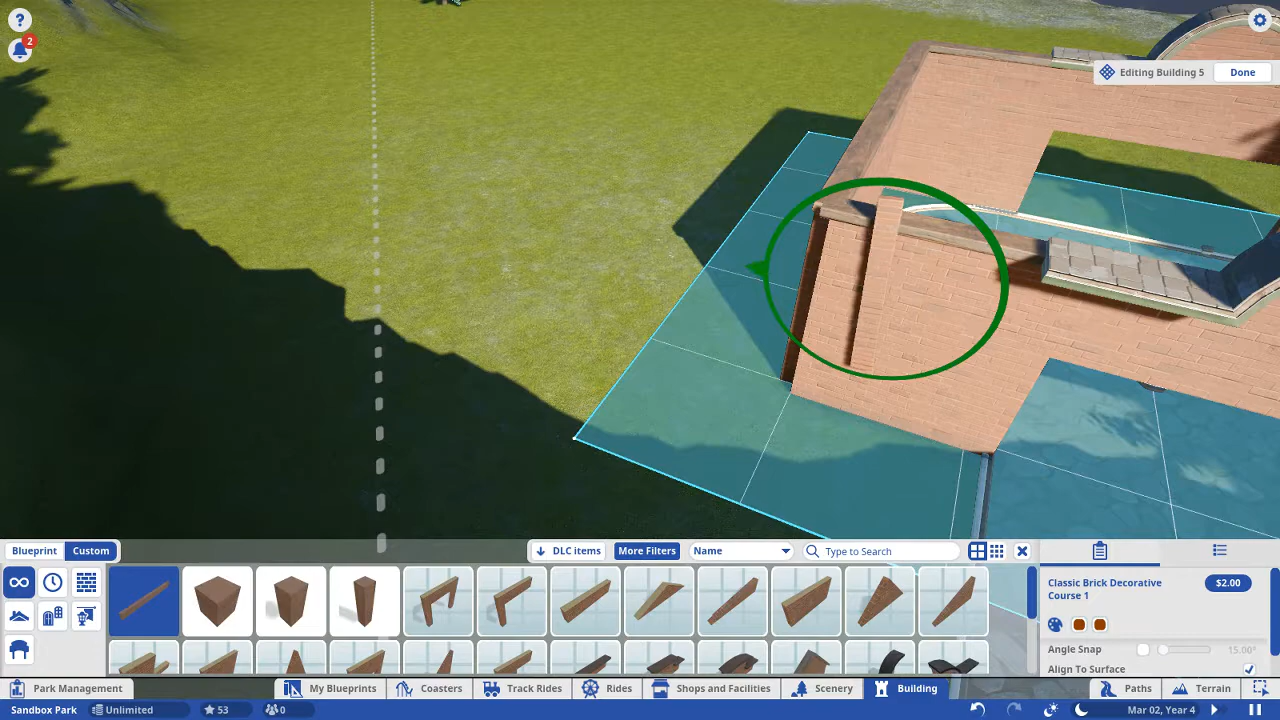 ?
2
Editing Building 5
Done
Blueprint
Custom
DLC items
More Filters
Name
Type to Search
Classic Brick Decorative
Course 1
$2.00
Angle Snap
15.00°
Align To Surface
Park Management
My Blueprints
Coasters
Track Rides
Rides
Shops and Facilities
Scenery
Building
Paths
Terrain
Sandbox Park
Unlimited
53
0
Mar 02, Year 4